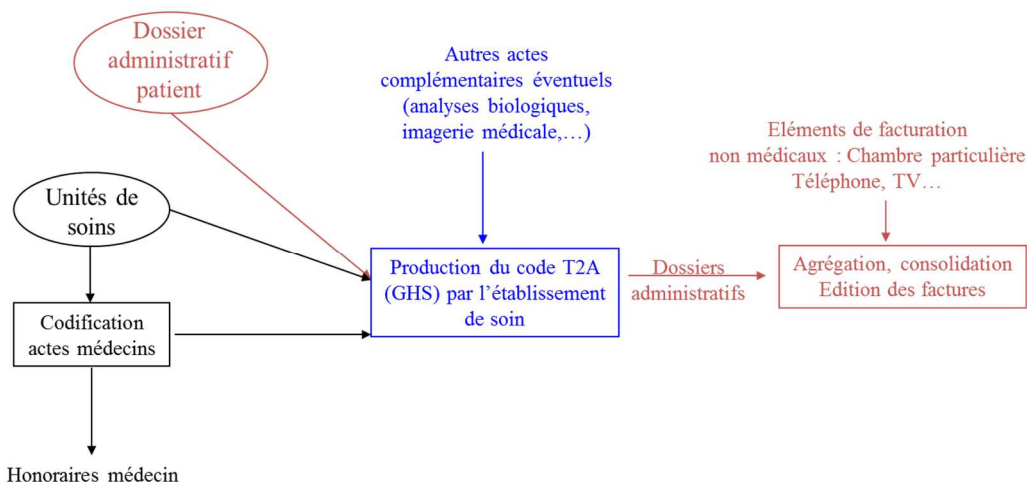 Dossier
administratif
patient
Autres actes
complémentaires éventuels
(analyses biologiques,
imagerie médicale,…)
Eléments de facturation
non médicaux : Chambre particulière
Téléphone, TV…
Unités de
soins
Production du code T2A
(GHS) par l’établissement
de soin
Dossiers
administratifs
Agrégation, consolidation
Edition des factures
Codification
actes médecins
Honoraires médecin